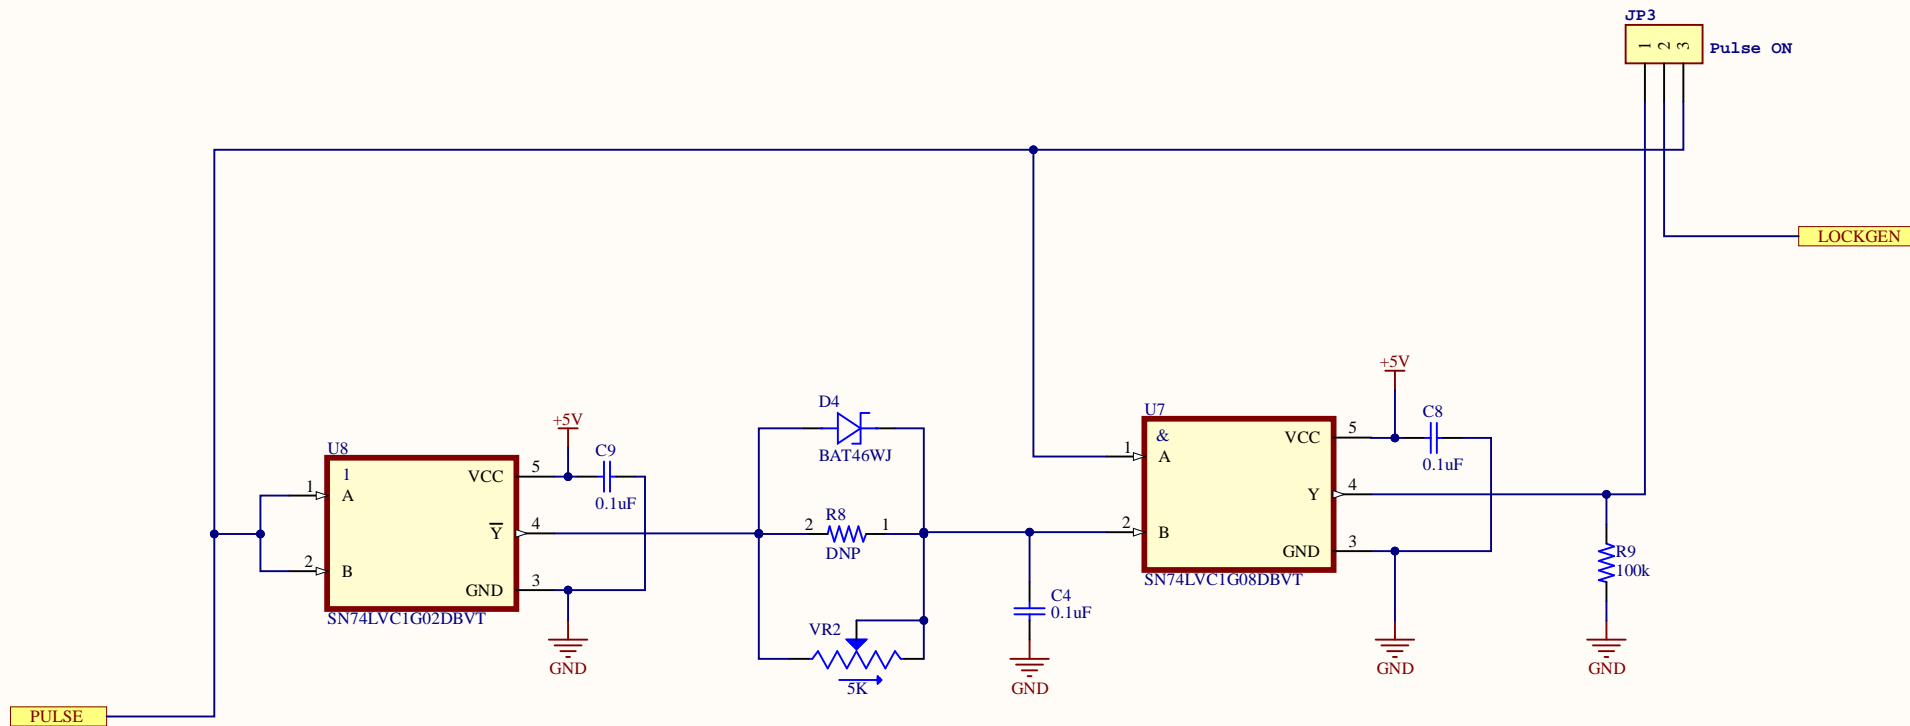 JP3
1 2 3
Pulse ON
LOCKGEN
+5V
U7
C8
&
VCC
5
0.1uF
1
A
Y
4
2
B
GND
3
SN74LVC1G08DBVT
GND
R9
100k
GND
D4
BAT46WJ
R8
2
1
DNP
VR2
5K
C4
0.1uF
GND
+5V
U8
C9
1
VCC
5
0.1uF
1
A
Y
4
2
B
GND
3
SN74LVC1G02DBVT
GND
PULSE